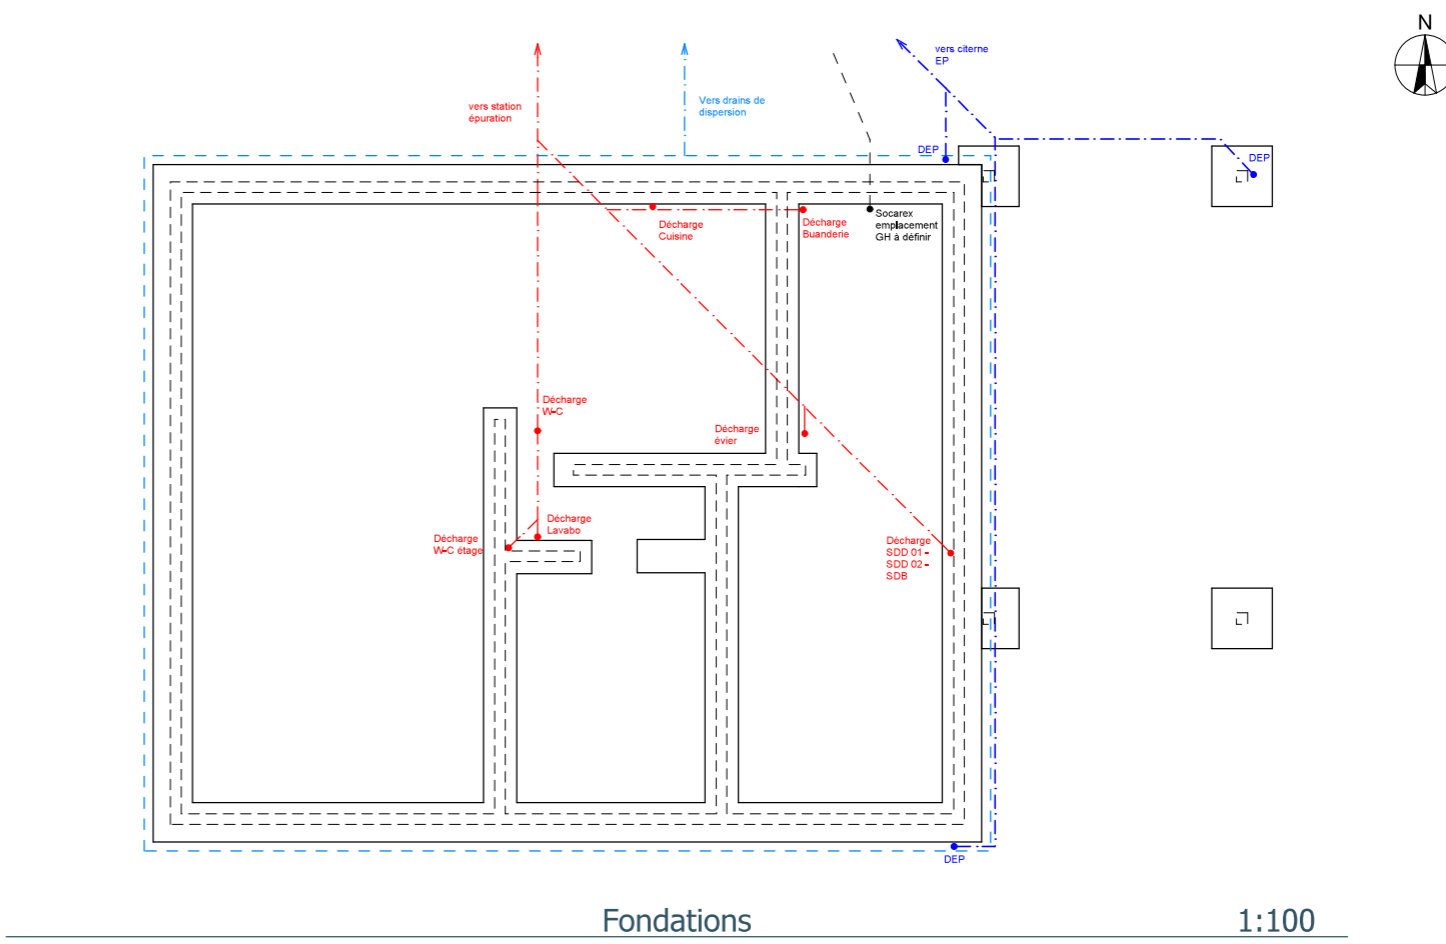 N
vers citerne
EP
vers station
épuration
Vers drains de
dispersion
DEP
DEP
Décharge
Cuisine
Décharge
Buanderie
Socarex
emplacement
GH à définir
Décharge
W-C
Décharge
évier
Décharge
Lavabo
Décharge
W-C étage
Décharge
SDD 01 -
SDD 02 -
SDB
DEP
Fondations
1:100